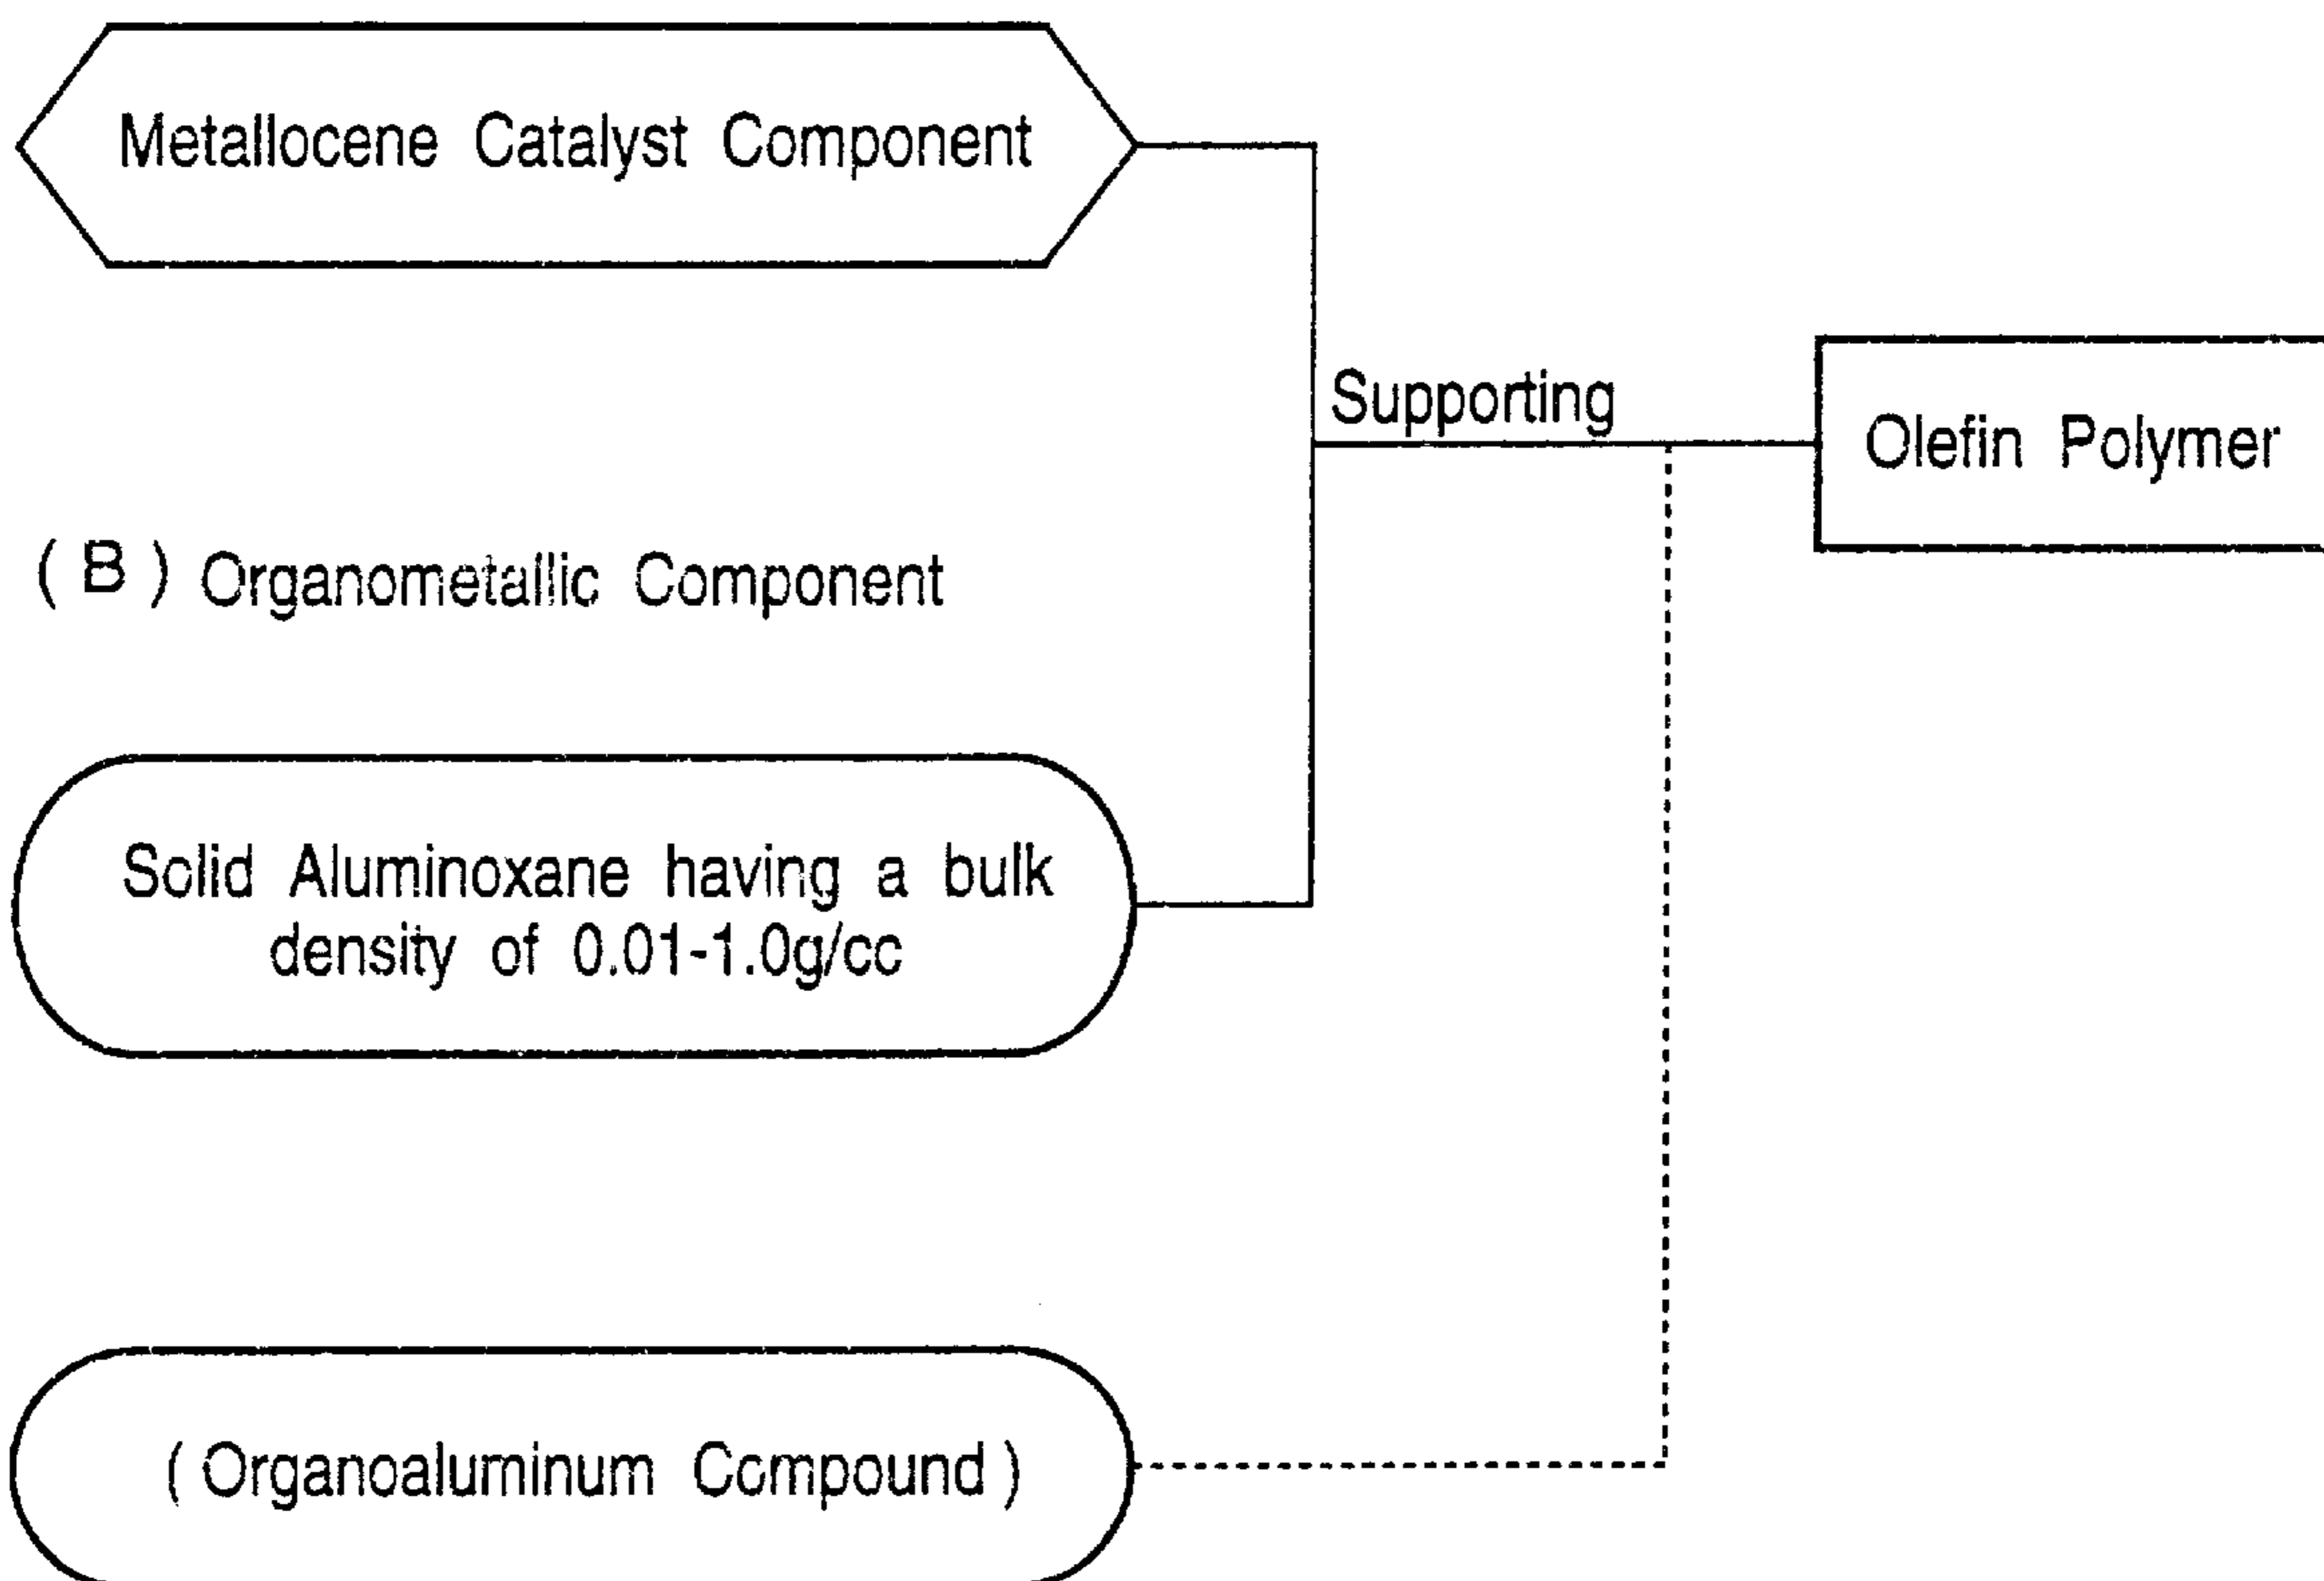 Metallocene Catalyst Component
Supporting
Olefin Polymer
( B ) Organometallic Component
Solid Aluminoxane having a bulk
density of 0.01-1.0g/cc
( Organoaluminum Compound )